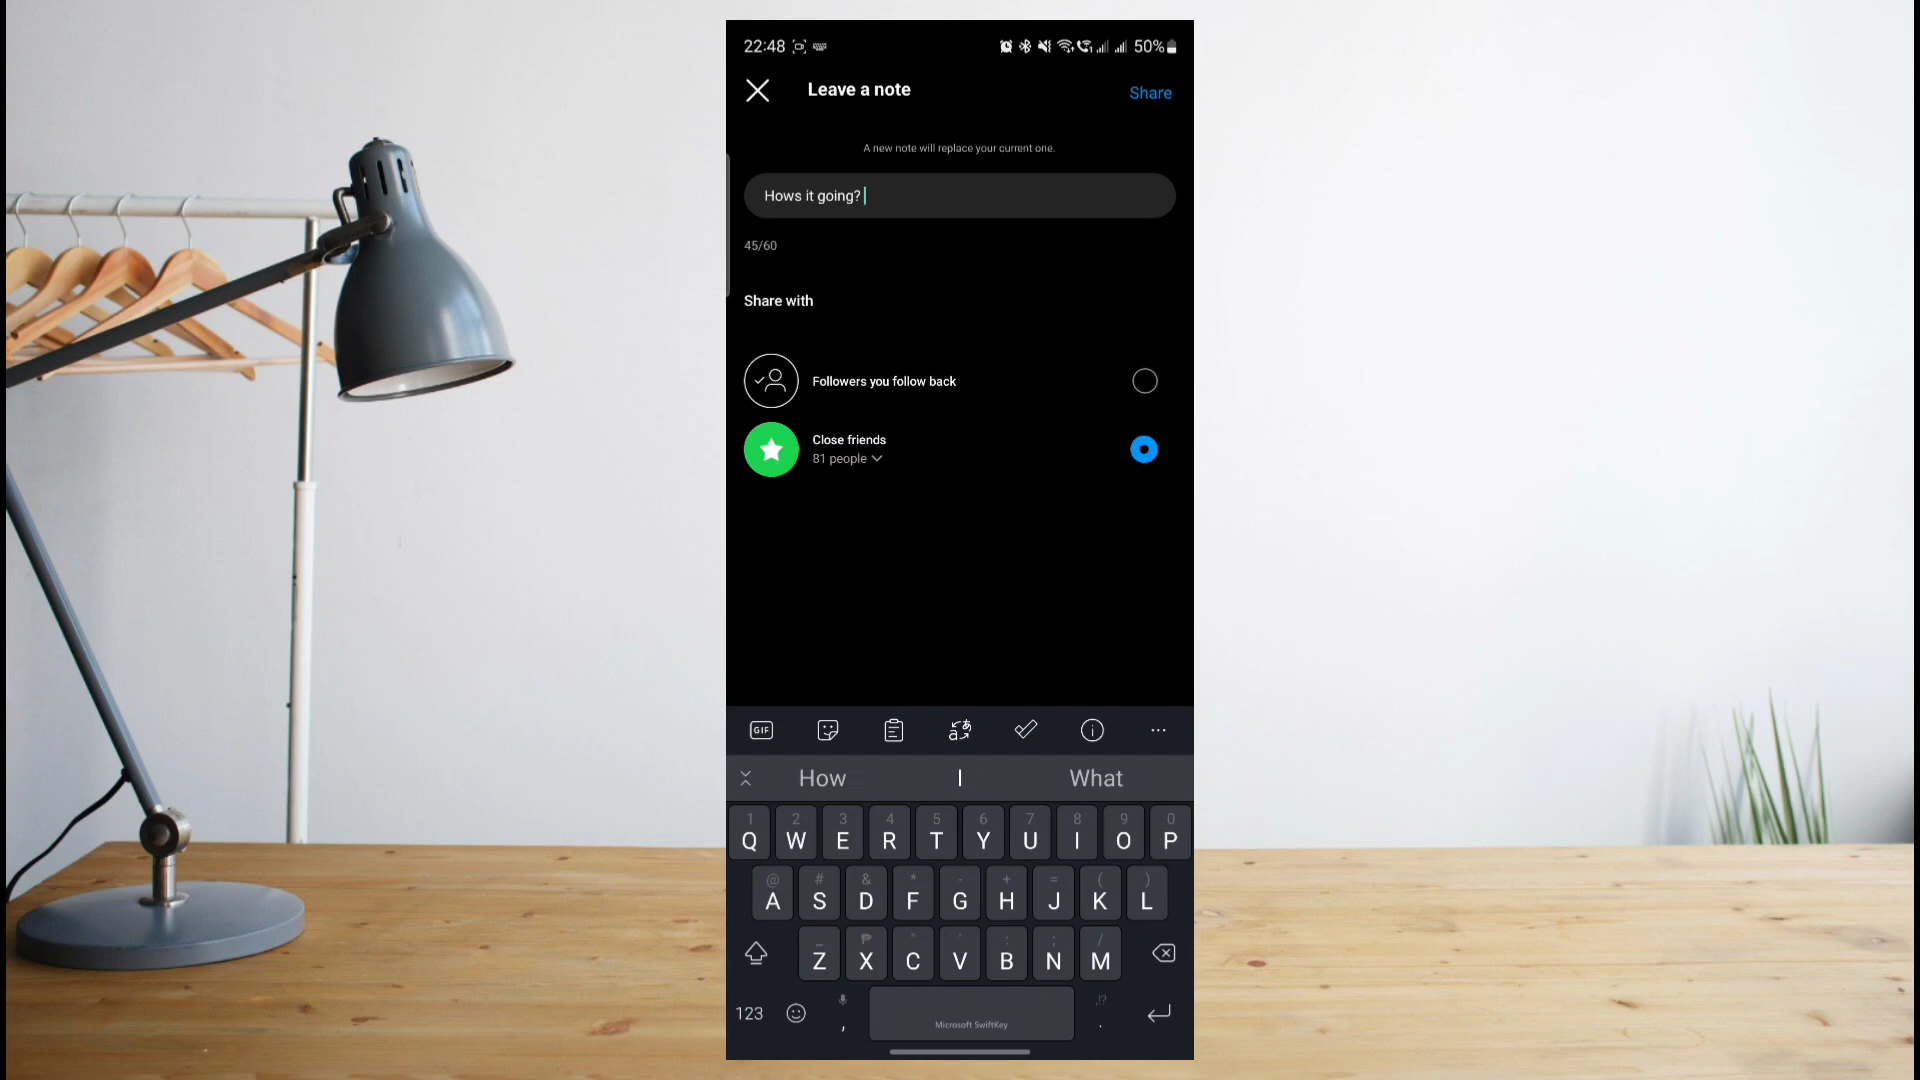 22:48 50%
Leave a note Share
A new note will replace your current one.
Hows it going?
45/60
Share with
Followers you follow back
Close friends
81 people
GIF
How I What
1 2 3 4 5 6 7 8 9 0
Q W E R T Y U I O P
@ # & * - + = ( )
A S D F G H J K L
_ ₱ " ' : ; /
Z X C V B N M
,!?
123 , .
Microsoft SwiftKey